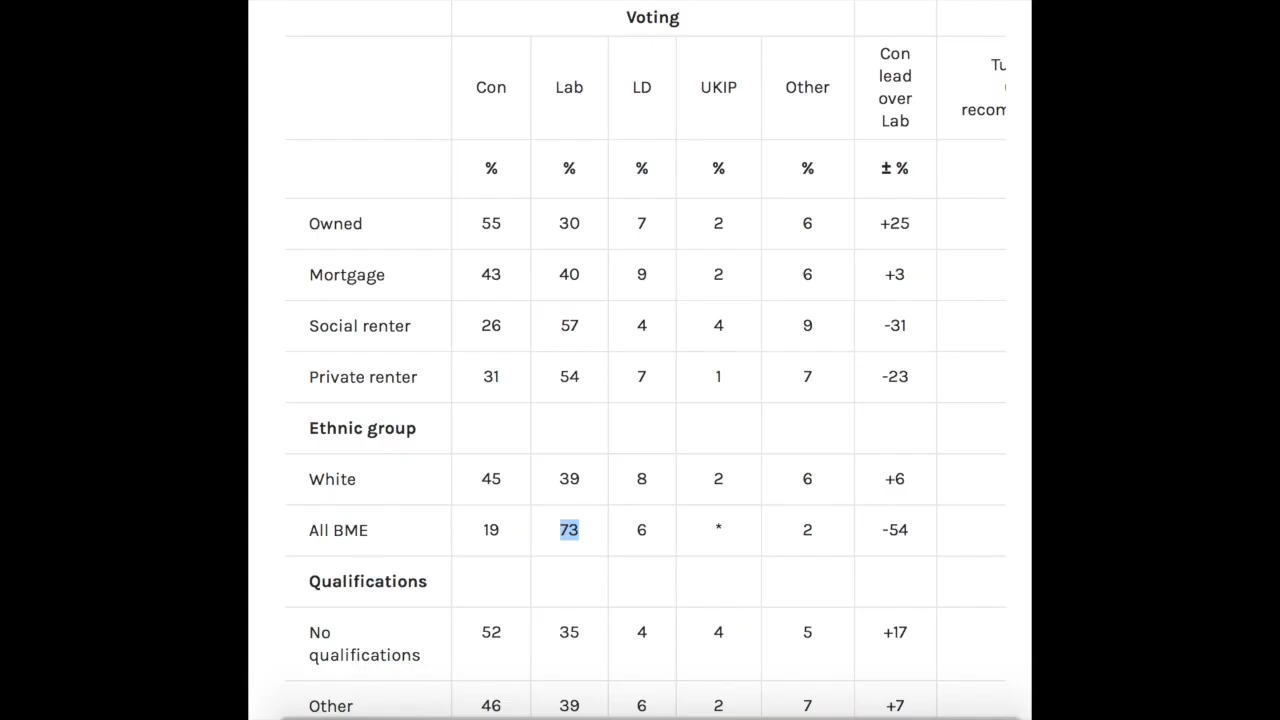 Voting
Con Lab LD UKIP Other Con lead over Lab
% % % % % ± %
Owned 55 30 7 2 6 +25
Mortgage 43 40 9 2 6 +3
Social renter 26 57 4 4 9 -31
Private renter 31 54 7 1 7 -23
Ethnic group
White 45 39 8 2 6 +6
All BME 19 73 6 * 2 -54
Qualifications
No qualifications 52 35 4 4 5 +17
Other 46 39 6 2 7 +7